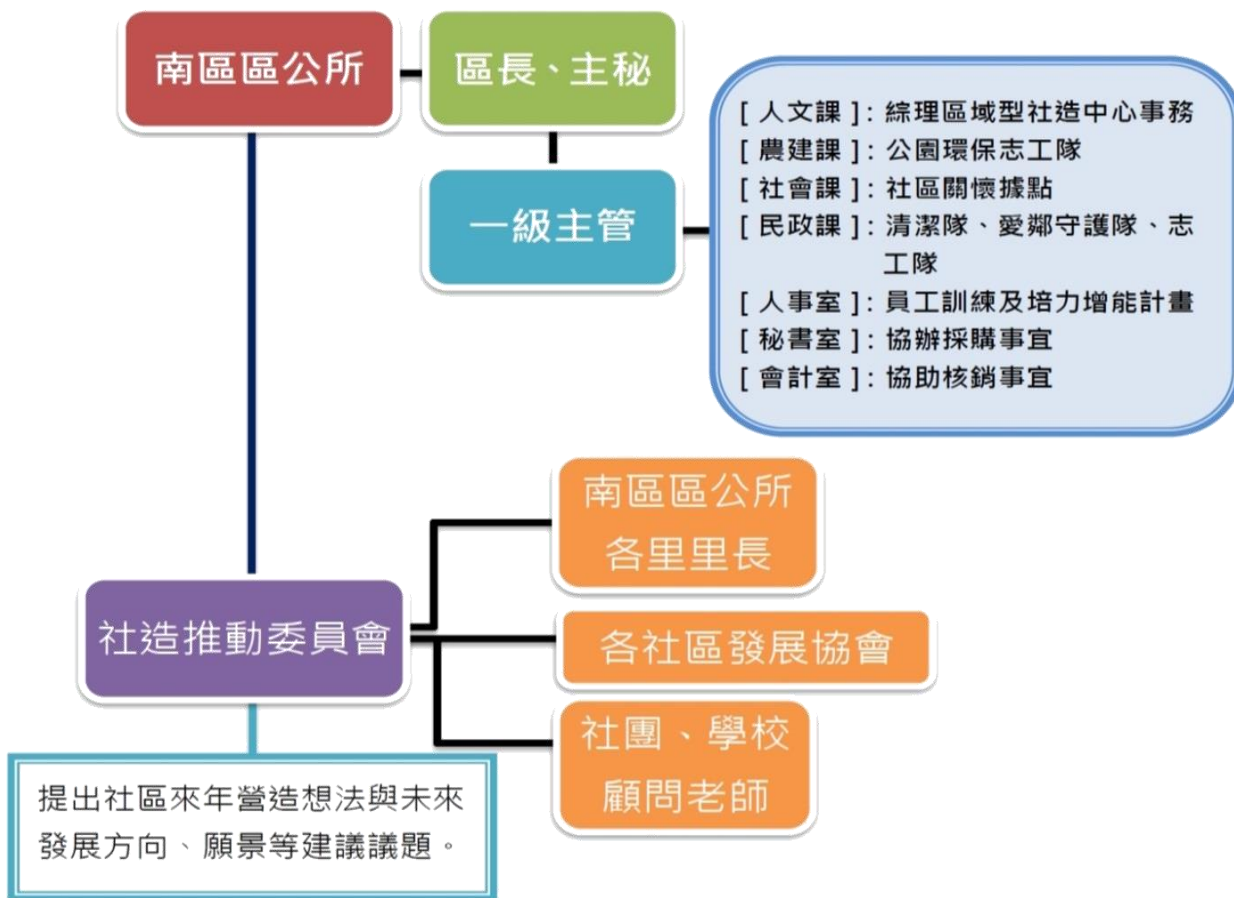 南區區公所
區長、主秘
一級主管
[ 人文課 ]: 綜理區域型社造中心事務
[ 農建課 ]: 公園環保志工隊
[ 社會課 ]: 社區關懷據點
[ 民政課 ]: 清潔隊、愛鄰守護隊、志
工隊
[ 人事室 ]: 員工訓練及培力增能計畫
[ 秘書室 ]: 協辦採購事宜
[ 會計室 ]: 協助核銷事宜
南區區公所
各里里長
社造推動委員會
各社區發展協會
社團、學校
顧問老師
提出社區來年營造想法與未來
發展方向、願景等建議議題。